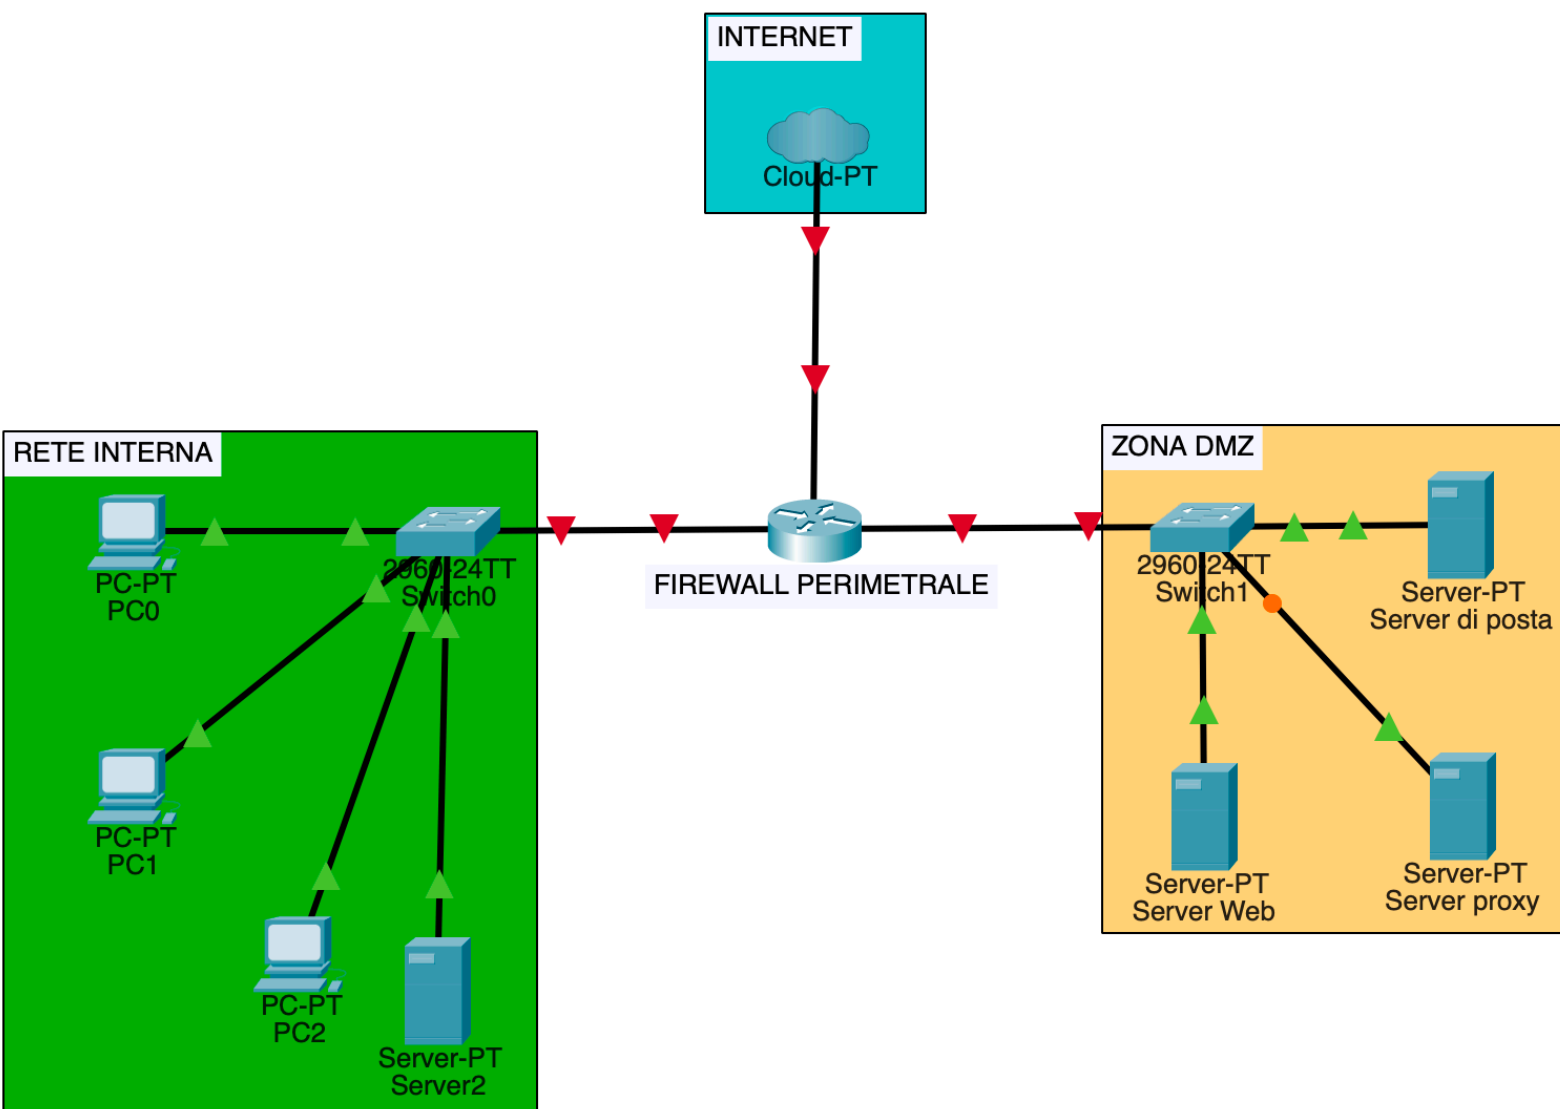 INTERNET
Cloud-PT
RETE INTERNA
ZONA DMZ
PC-PT
PC0
2960-24TT
Switch0
FIREWALL PERIMETRALE
2960-24TT
Switch1
Server-PT
Server di posta
PC-PT
PC1
Server-PT
Server Web
Server-PT
Server proxy
PC-PT
PC2
Server-PT
Server2